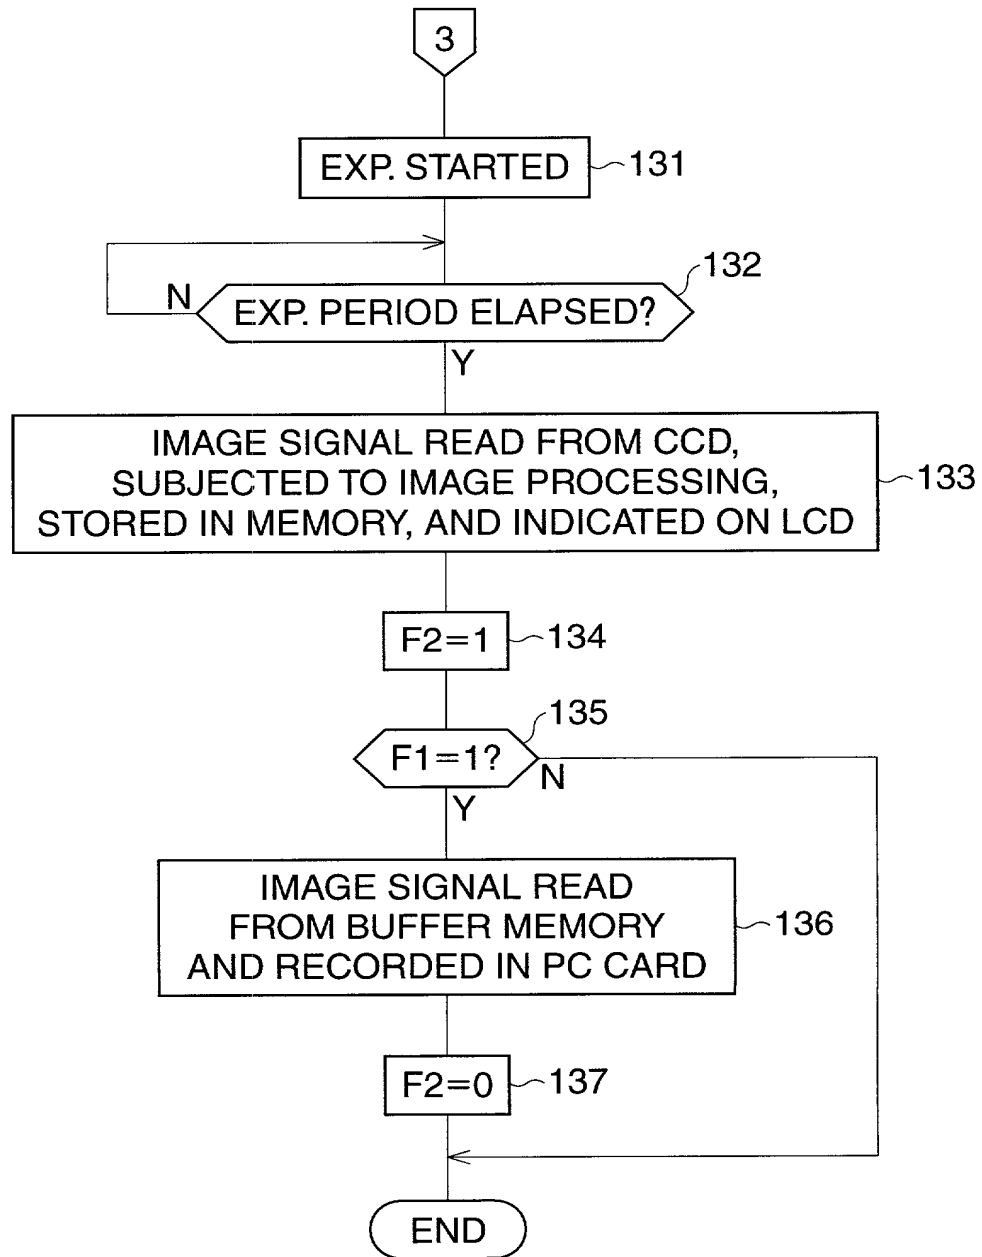 3
EXP. STARTED
131
132
N
EXP. PERIOD ELAPSED?
Y
IMAGE SIGNAL READ FROM CCD,
SUBJECTED TO IMAGE PROCESSING,
STORED IN MEMORY, AND INDICATED ON LCD
133
F2=1
134
135
F1=1?
N
Y
IMAGE SIGNAL READ
FROM BUFFER MEMORY
AND RECORDED IN PC CARD
136
F2=0
137
END